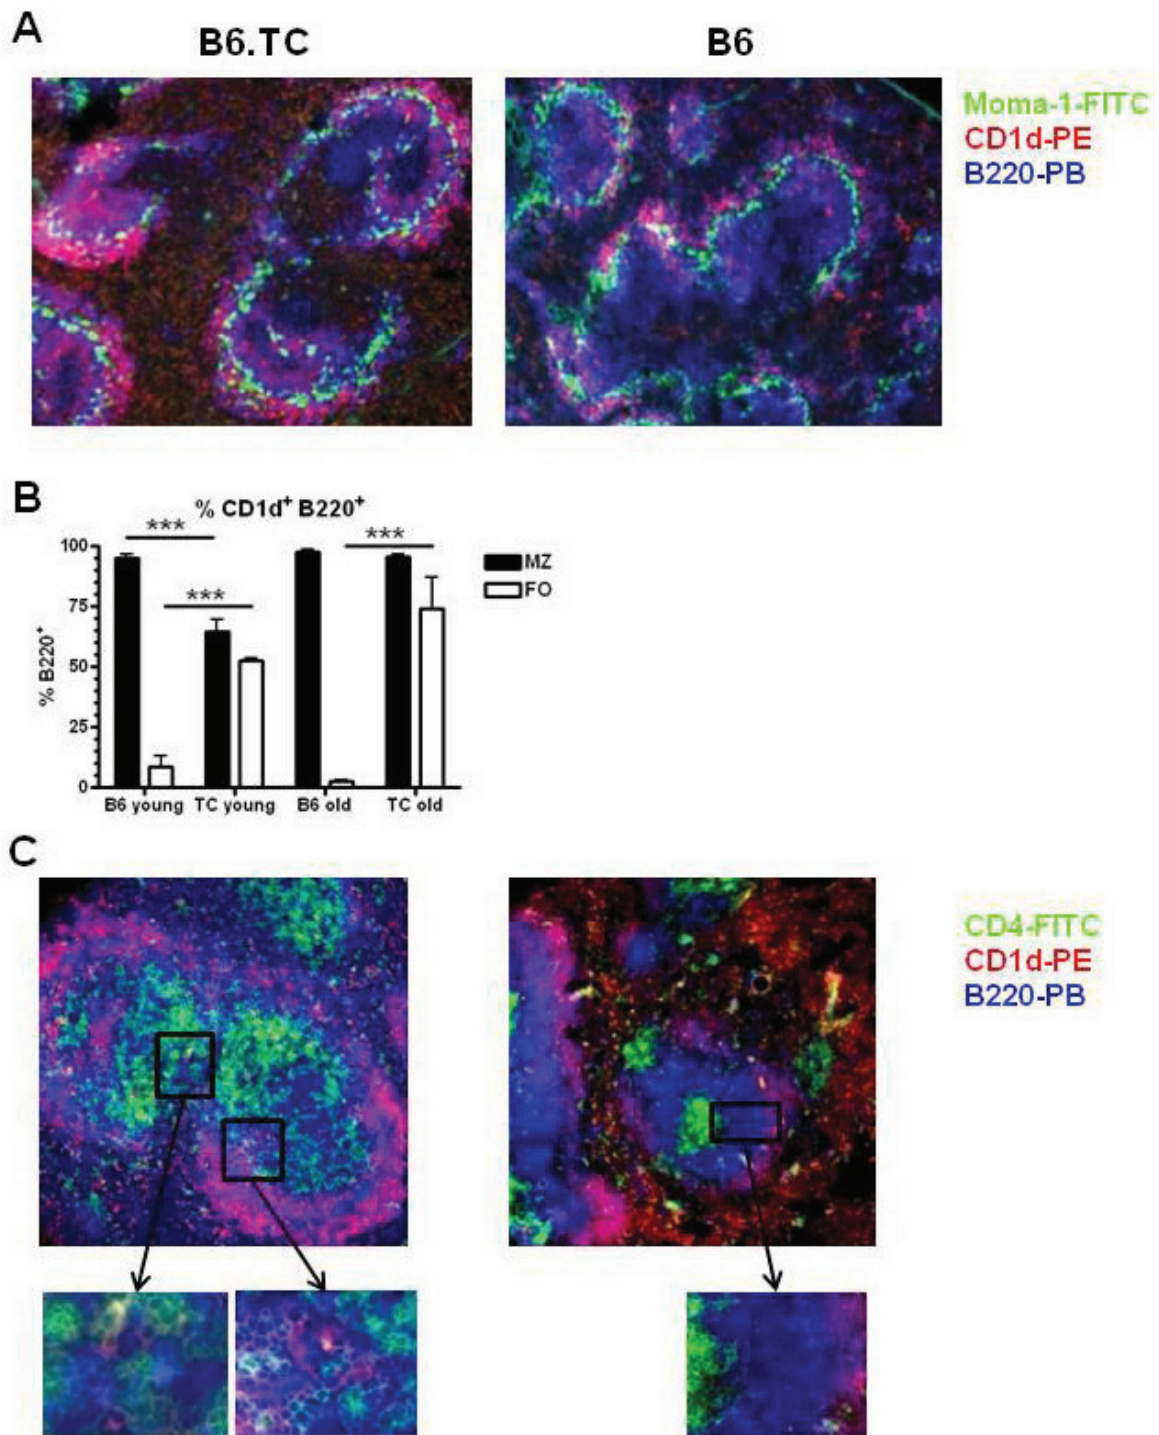 A
B6.TC
B6
Moma-1-FITC
CD1d-PE
B220-PB
B
% CD1d+ B220+
***
***
***
100
75
50
25
0
% B220+
B6 young
TC young
B6 old
TC old
MZ
FO
C
CD4-FITC
CD1d-PE
B220-PB